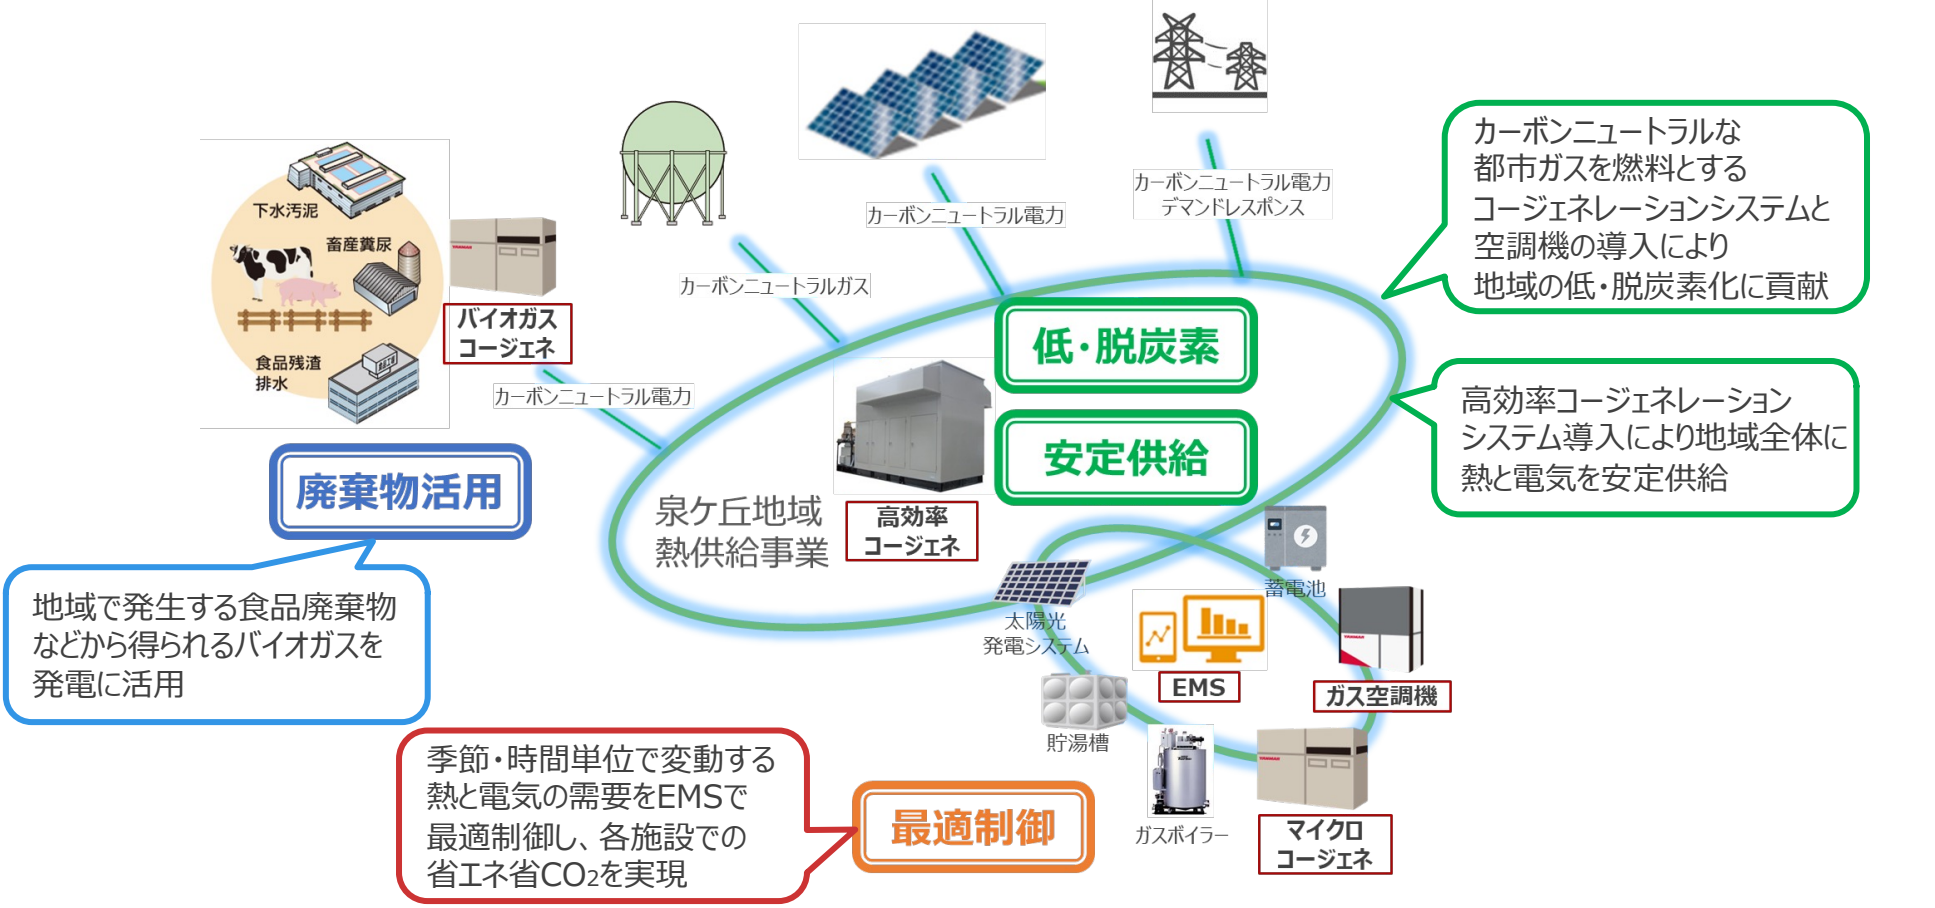 下水汚泥
畜産糞尿
食品残渣
排水
YANMAR
バイオガス
コージェネ
カーボンニュートラル電力
カーボンニュートラルガス
カーボンニュートラル電力
カーボンニュートラル電力
デマンドレスポンス
カーボンニュートラルな
都市ガスを燃料とする
コージェネレーションシステムと
空調機の導入により
地域の低・脱炭素化に貢献
低・脱炭素
安定供給
高効率コージェネレーション
システム導入により地域全体に
熱と電気を安定供給
廃棄物活用
地域で発生する食品廃棄物
などから得られるバイオガスを
発電に活用
泉ケ丘地域
熱供給事業
高効率
コージェネ
太陽光
発電システム
蓄電池
EMS
YANMAR
ガス空調機
貯湯槽
ガスボイラー
YANMAR
マイクロ
コージェネ
季節・時間単位で変動する
熱と電気の需要をEMSで
最適制御し、各施設での
省エネ省CO2を実現
最適制御